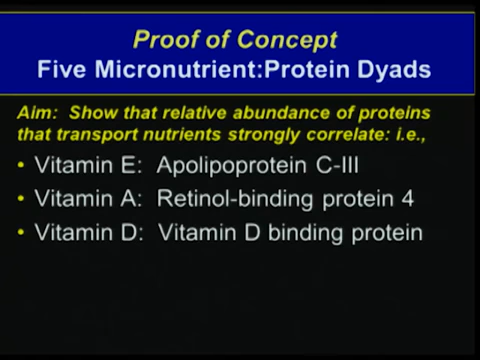 Proof of Concept
Five Micronutrient:Protein Dyads
Aim: Show that relative abundance of proteins
that transport nutrients strongly correlate: i.e.,
• Vitamin E: Apolipoprotein C-III
• Vitamin A: Retinol-binding protein 4
• Vitamin D: Vitamin D binding protein